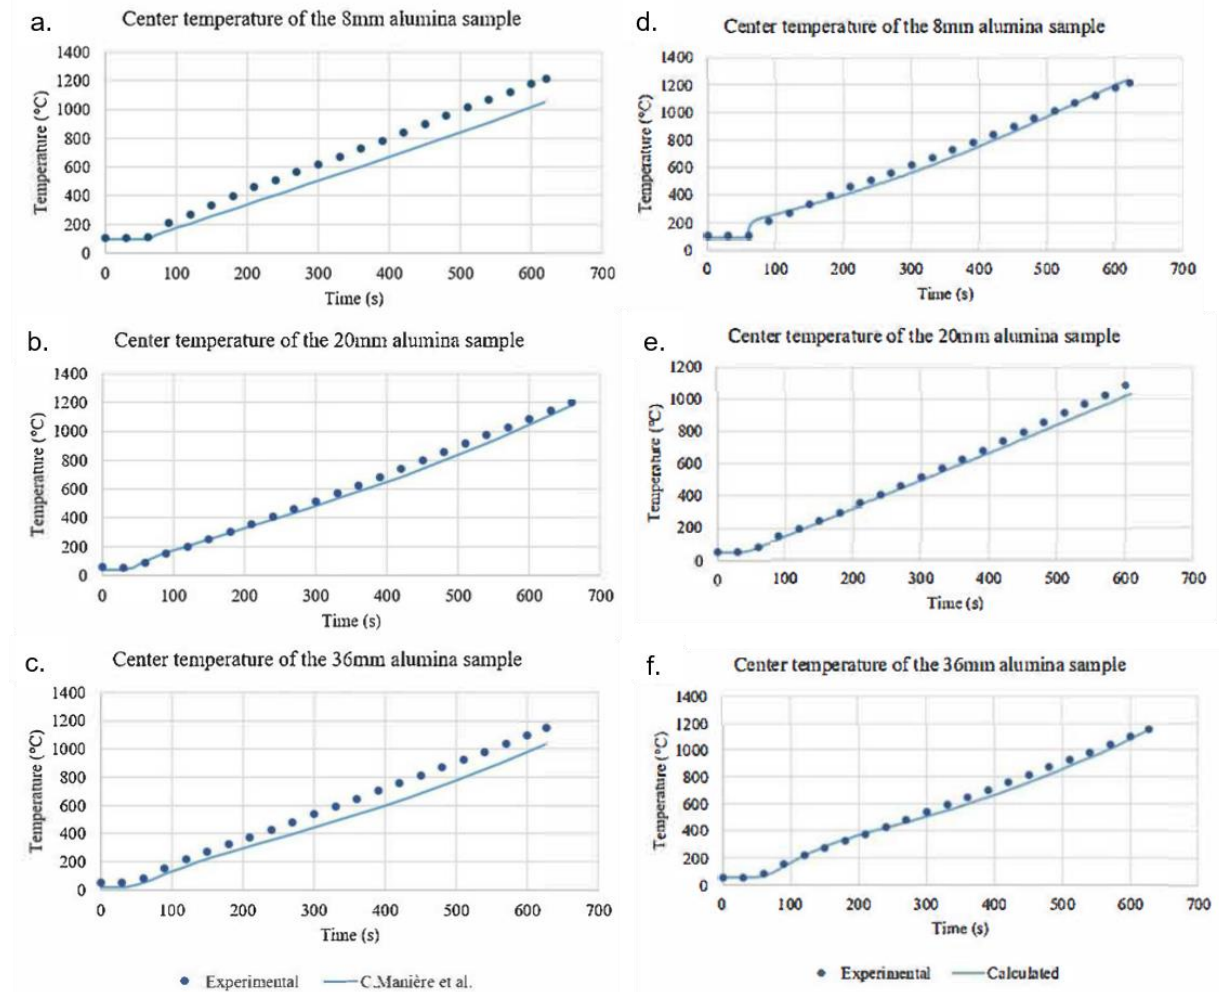 a.
Center temperature of the 8mm alumina sample
1400
1200
1000
800
600
400
200
0
Temperature (°C)
0 100 200 300 400 500 600 700
Time (s)
b.
Center temperature of the 20mm alumina sample
1400
1200
1000
800
600
400
200
0
Temperature (°C)
0 100 200 300 400 500 600 700
Time (s)
c.
Center temperature of the 36mm alumina sample
1400
1200
1000
800
600
400
200
0
Temperature (°C)
0 100 200 300 400 500 600 700
Time (s)
Experimental C.Manière et al.
d.
Center temperature of the 8mm alumina sample
1400
1200
1000
800
600
400
200
0
Temperature (°C)
0 100 200 300 400 500 600 700
Time (s)
e.
Center temperature of the 20mm alumina sample
1200
1000
800
600
400
200
0
Temperature (°C)
0 100 200 300 400 500 600 700
Time (s)
f.
Center temperature of the 36mm alumina sample
1400
1200
1000
800
600
400
200
0
Temperature (°C)
0 100 200 300 400 500 600 700
Time (s)
Experimental Calculated